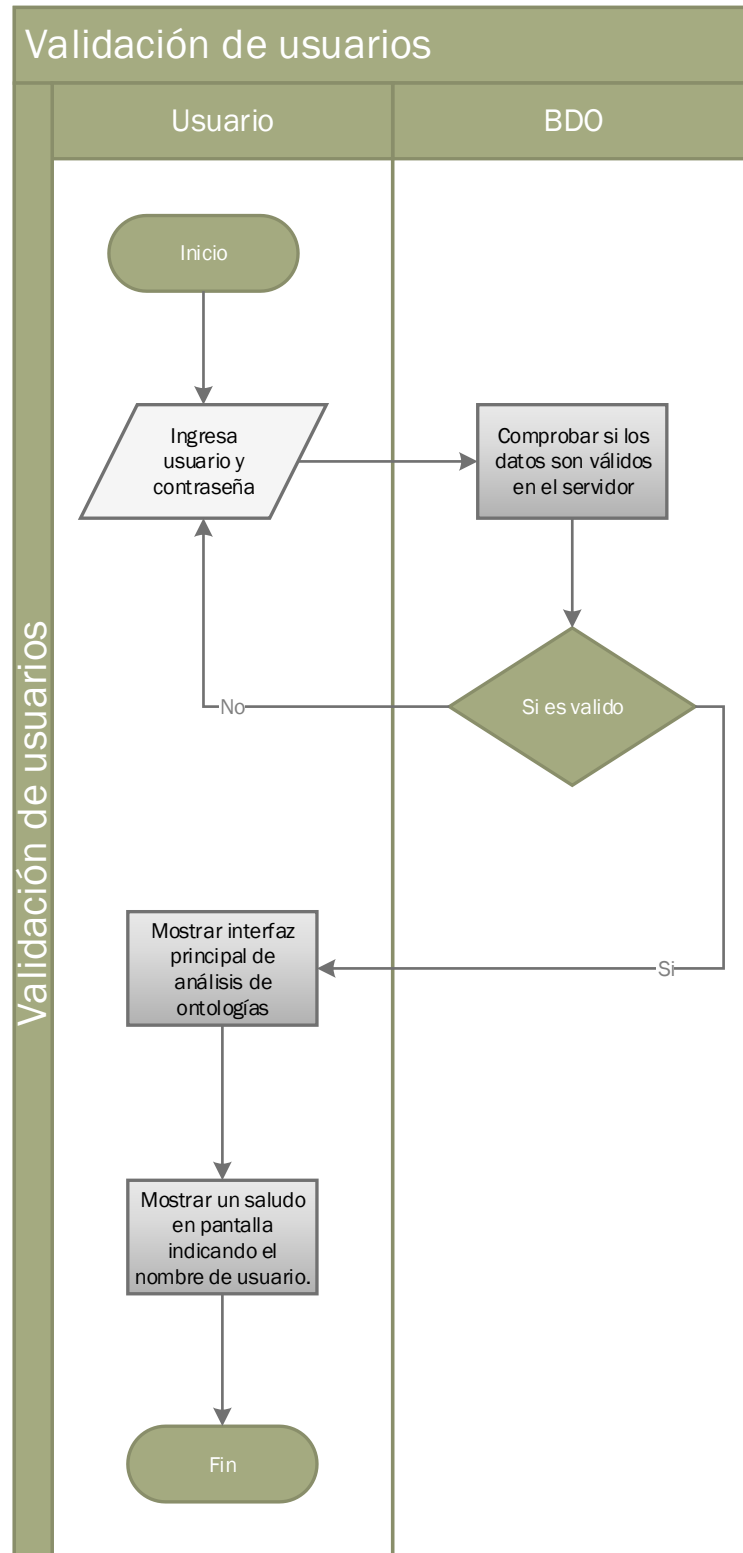 Validación de usuarios
Validación de usuarios
Usuario
BDO
Inicio
Ingresa
usuario y
contraseña
Comprobar si los
datos son válidos
en el servidor
Si es valido
No
Si
Mostrar interfaz
principal de
análisis de
ontologías
Mostrar un saludo
en pantalla
indicando el
nombre de usuario.
Fin